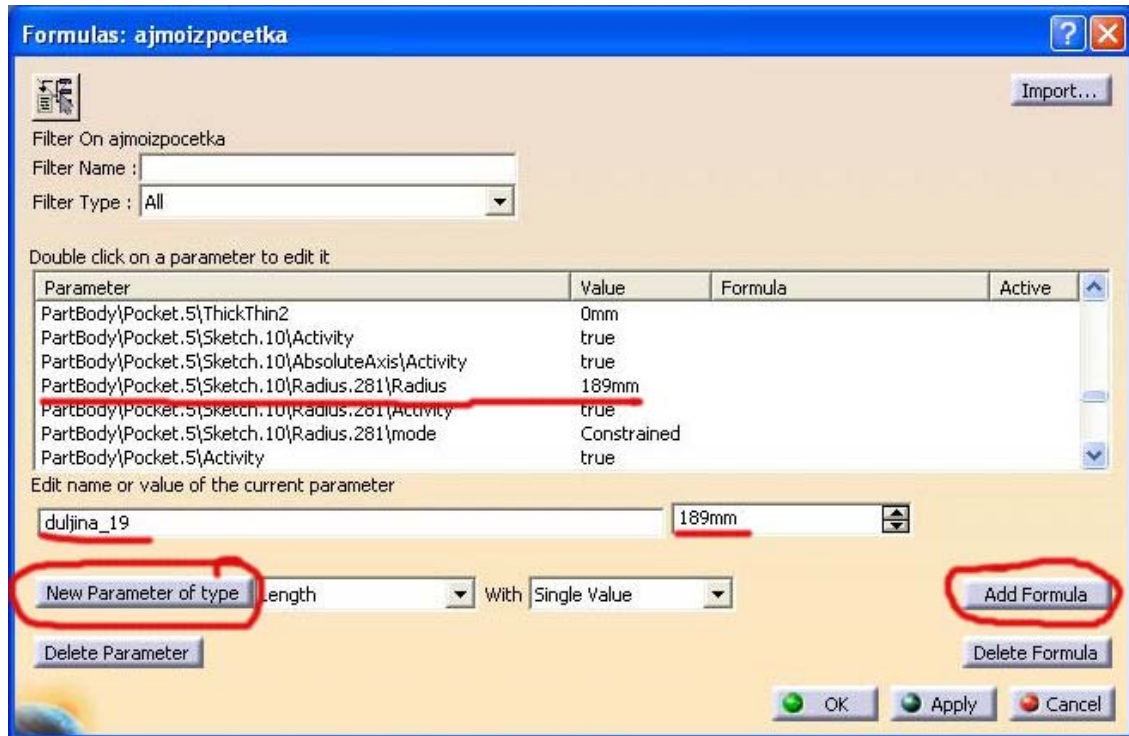 Formulas: ajmoizpocetka
Import...
Filter On ajmoizpocetka
Filter Name :
Filter Type : All
Double click on a parameter to edit it
Parameter Value Formula Active
PartBody\Pocket.5\ThickThin2 0mm
PartBody\Pocket.5\Sketch.10\Activity true
PartBody\Pocket.5\Sketch.10\AbsoluteAxis\Activity true
PartBody\Pocket.5\Sketch.10\Radius.281\Radius 189mm
PartBody\Pocket.5\Sketch.10\Radius.281\Activity true
PartBody\Pocket.5\Sketch.10\Radius.281\mode Constrained
PartBody\Pocket.5\Activity true
Edit name or value of the current parameter
duljina_19 189mm
New Parameter of type Length With Single Value Add Formula
Delete Parameter Delete Formula
OK Apply Cancel